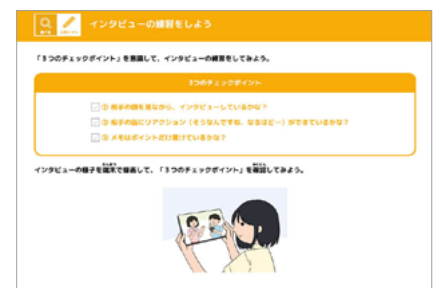 インタビューの練習をしよう
「3つのチェックポイント」を意識して、インタビューの練習をしてみよう。
3つのチェックポイント
① 相手の顔を見ながら、インタビューしているかな？
② 相手の話にリアクション（そうなんですね、なるほど―）ができているかな？
③ メモはポイントだけ書けているかな？
インタビューの様子を端末で録画して、「3つのチェックポイント」を確認してみよう。